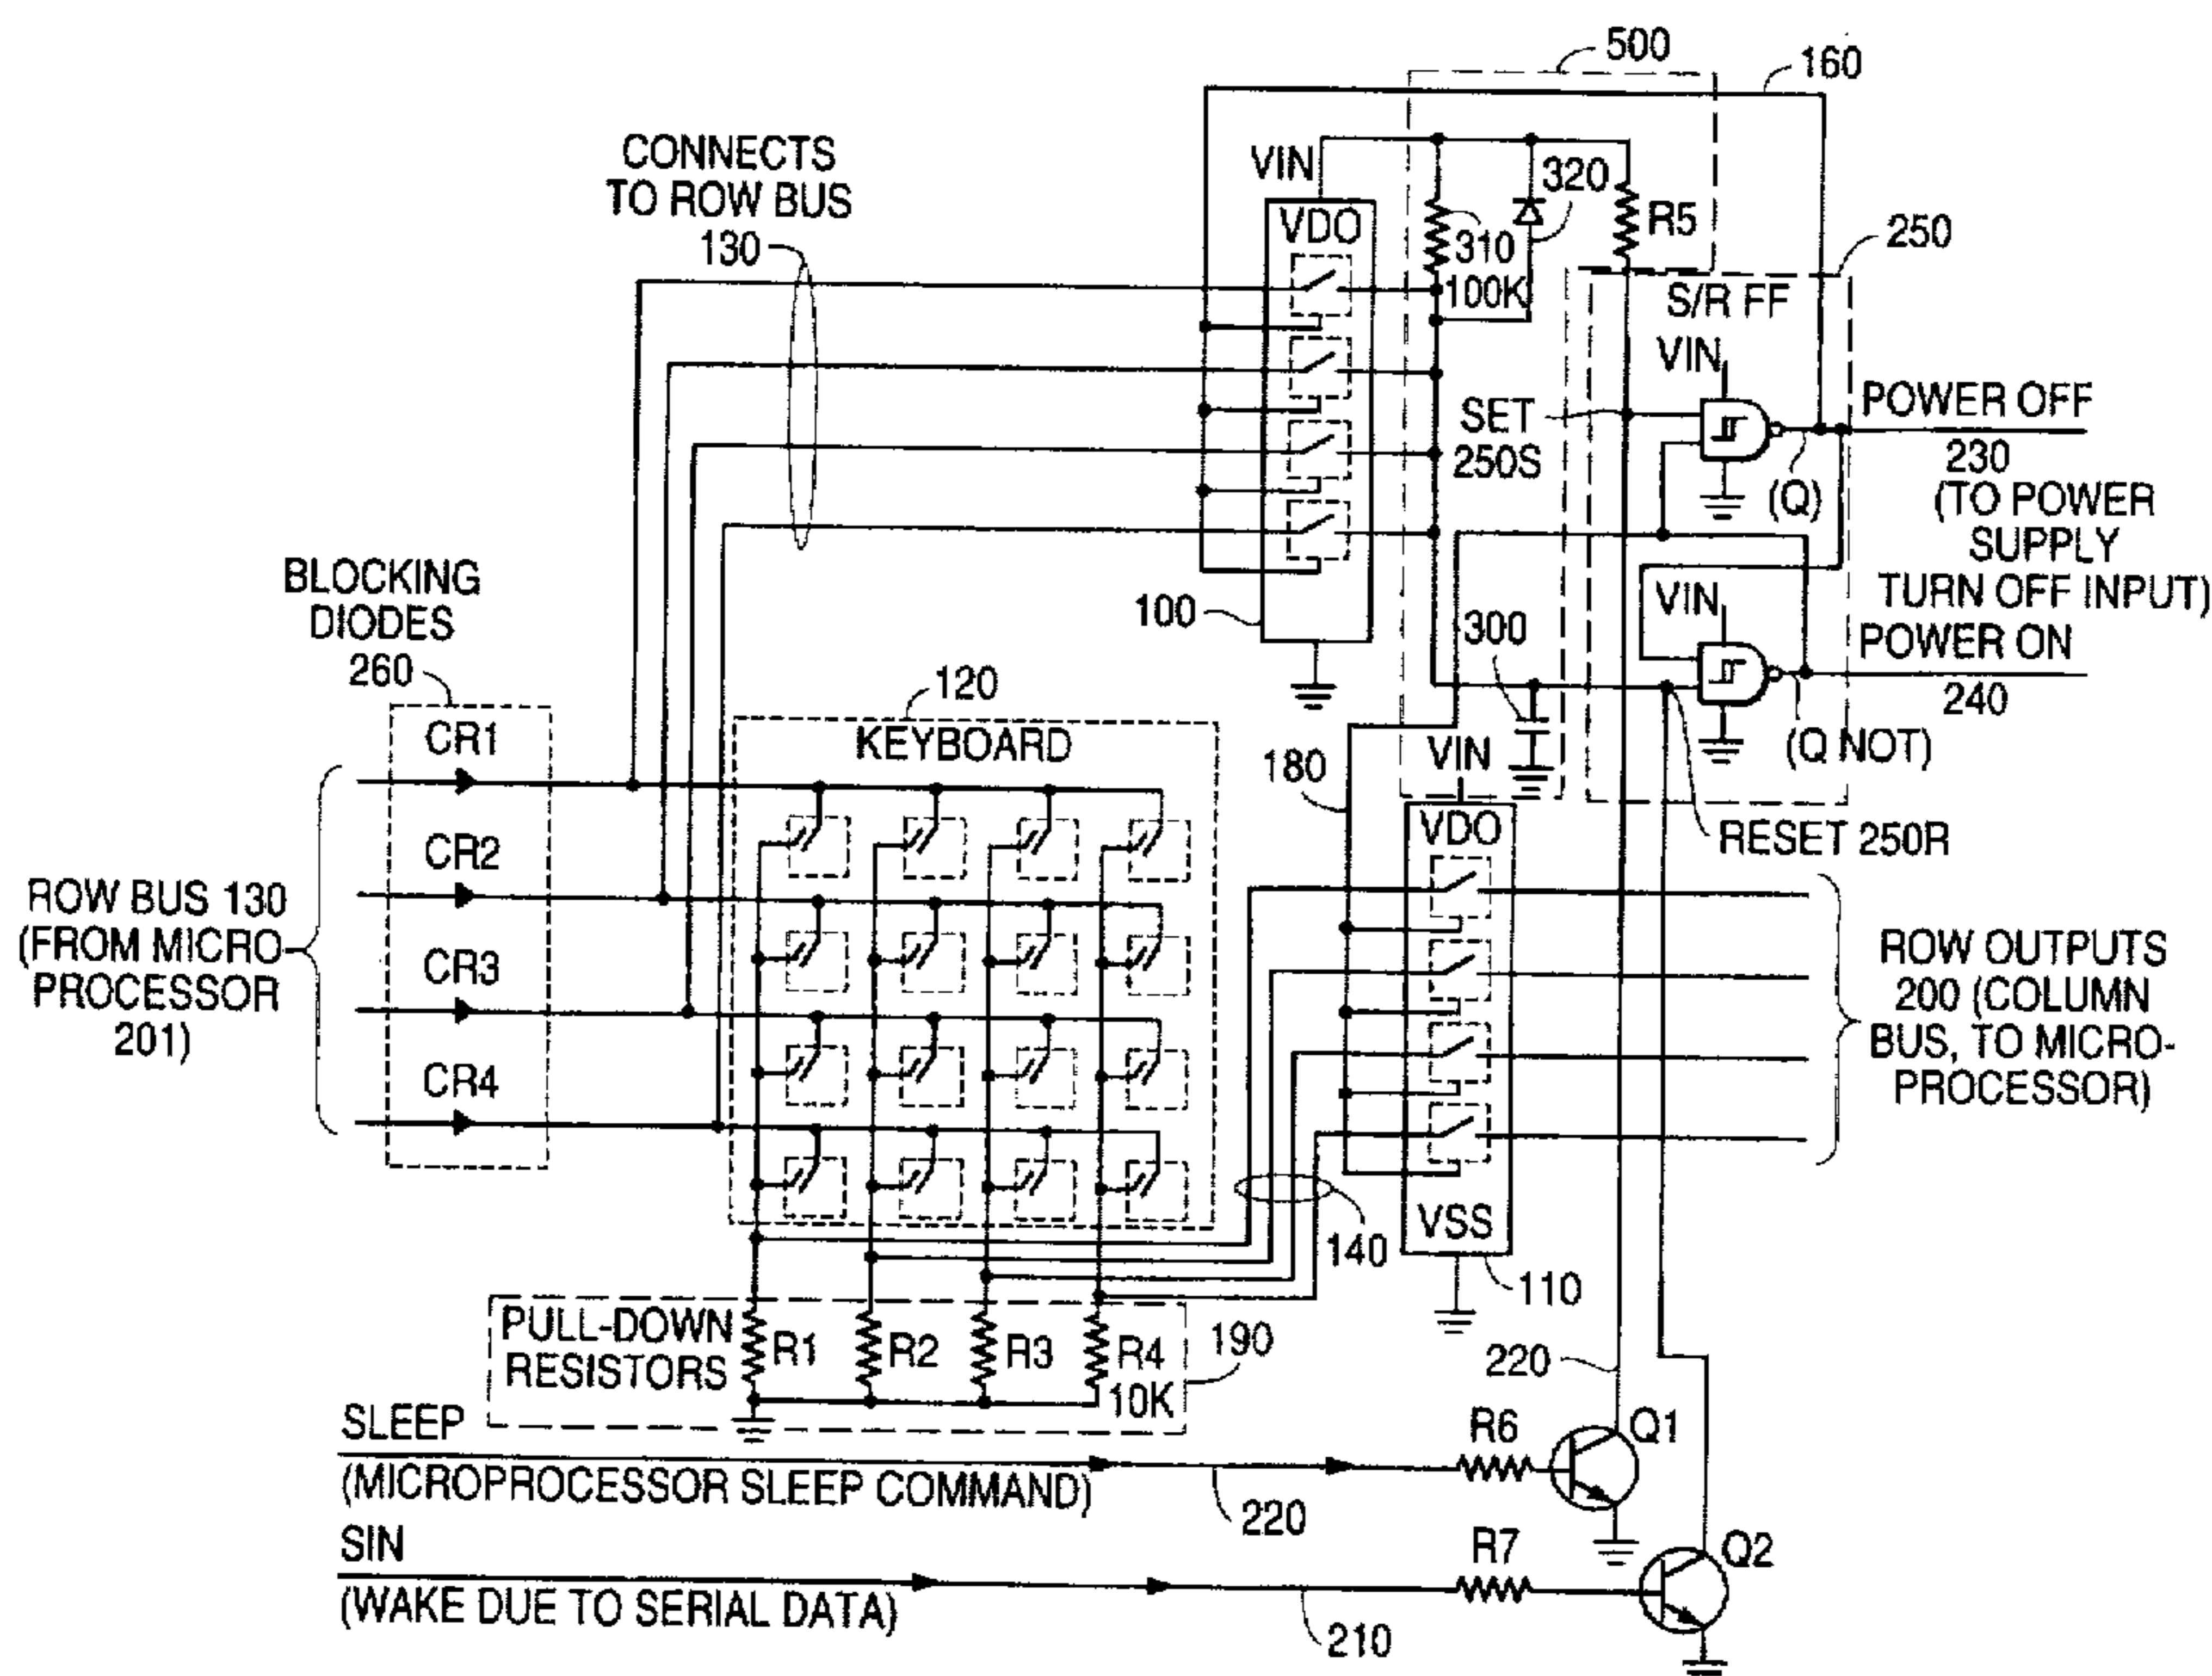 500
160
CONNECTS
TO ROW BUS
130
VIN
VDO
320
310
100K
R5
250
S/R FF
VIN
SET
250S
POWER OFF
230
(TO POWER
SUPPLY
TURN OFF INPUT)
(Q)
BLOCKING
DIODES
260
100
300
VIN
POWER ON
240
(Q NOT)
120
KEYBOARD
CR1
180
VIN
VDO
RESET 250R
CR2
ROW BUS 130
(FROM MICRO-
PROCESSOR
201)
CR3
CR4
ROW OUTPUTS
200 (COLUMN
BUS, TO MICRO-
PROCESSOR)
140
VSS
110
PULL-DOWN
RESISTORS
R1
R2
R3
R4
10K
190
220
SLEEP
(MICROPROCESSOR SLEEP COMMAND)
220
R6
Q1
SIN
(WAKE DUE TO SERIAL DATA)
210
R7
Q2